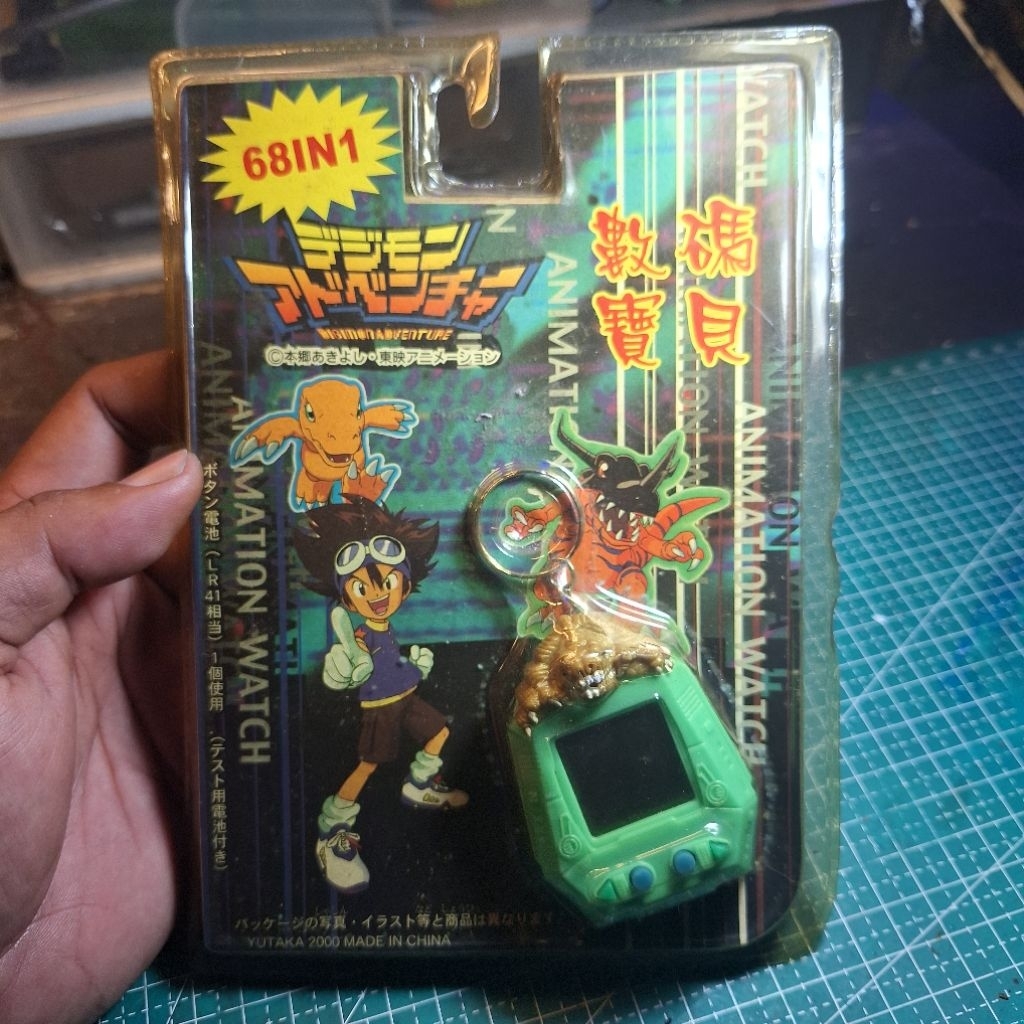 68IN1
デジモン
アドベンチャー
DIGIMON ADVENTURE
©本郷あきよし・東映アニメーション
數碼
寶貝
ANIMATION WATCH
ANIMATION WATCH
ボタン電池（LR41相当）1個使用 （テスト用電池付き）
パッケージの写真・イラスト等と商品は異なります
YUTAKA 2000 MADE IN CHINA